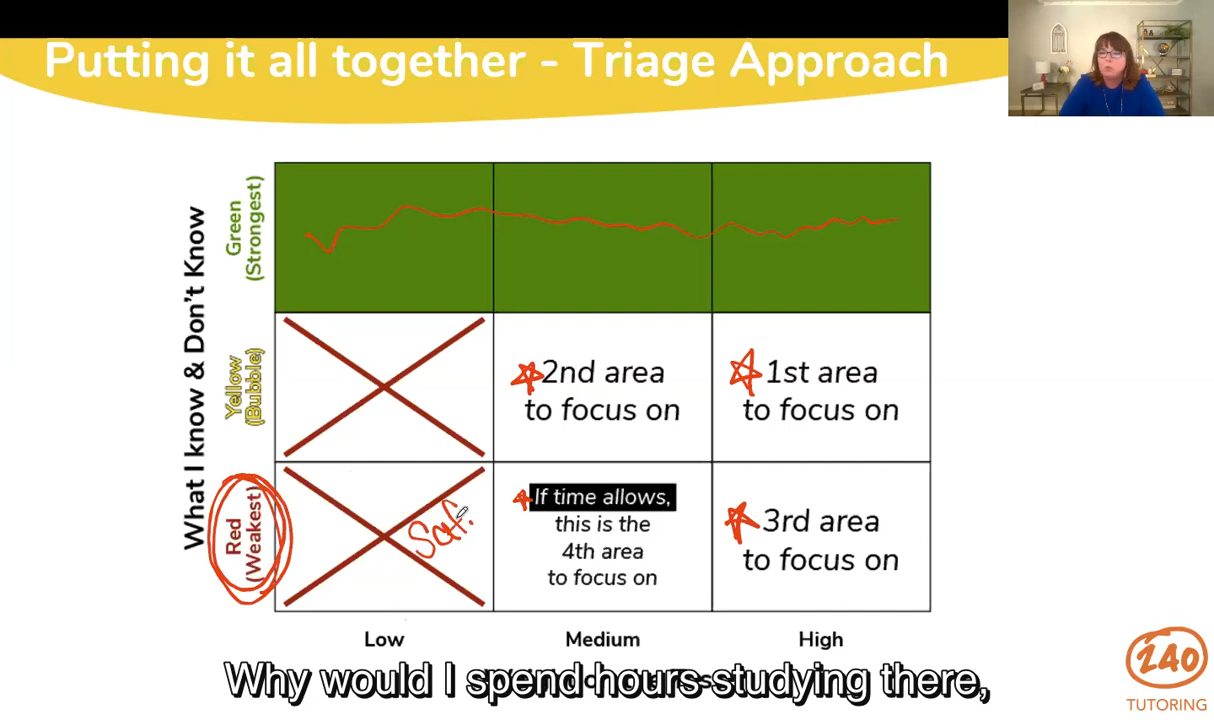 Putting it all together - Triage Approach
What I know & Don't Know
Green
(Strongest)
Yellow
(Bubble)
2nd area
to focus on
1st area
to focus on
Red
(Weakest)
If time allows,
this is the
4th area
to focus on
3rd area
to focus on
Low
Medium
High
Why would I spend hours studying there,
240
TUTORING